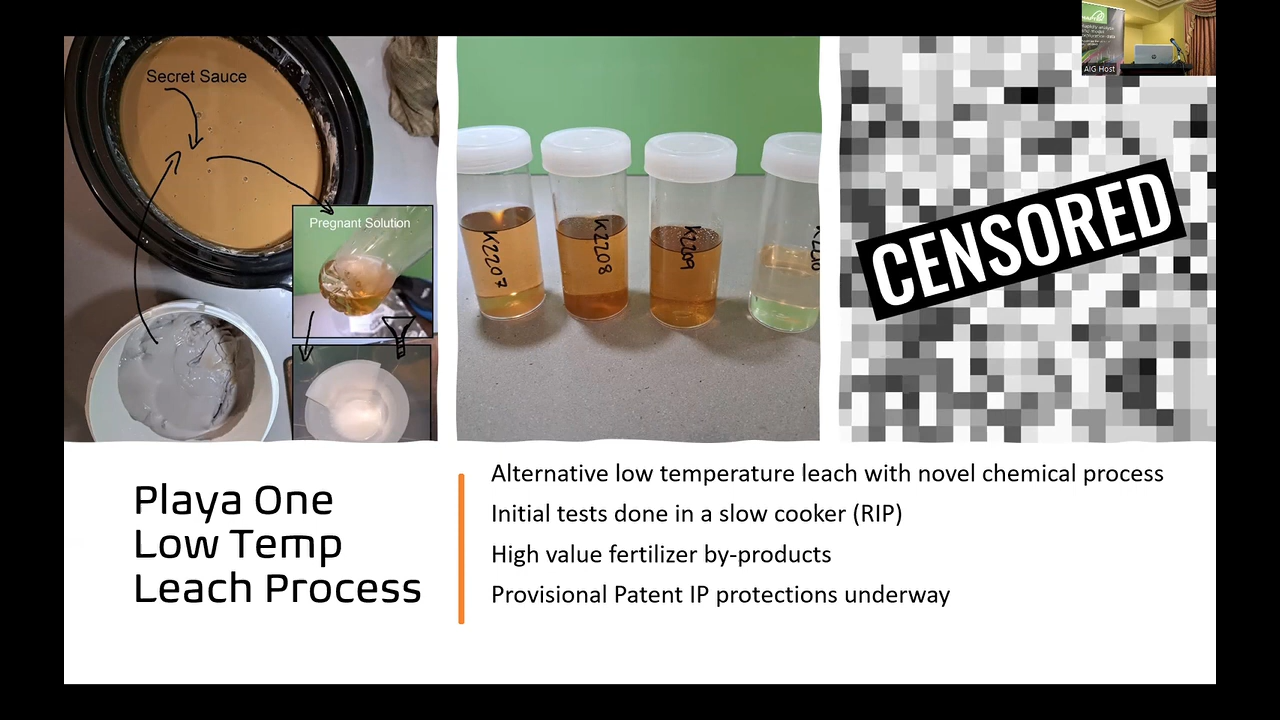 Secret Sauce
Pregnant Solution
K2207
K2208
K2209
CENSORED
AIG Host
Playa One
Low Temp
Leach Process
Alternative low temperature leach with novel chemical process
Initial tests done in a slow cooker (RIP)
High value fertilizer by-products
Provisional Patent IP protections underway